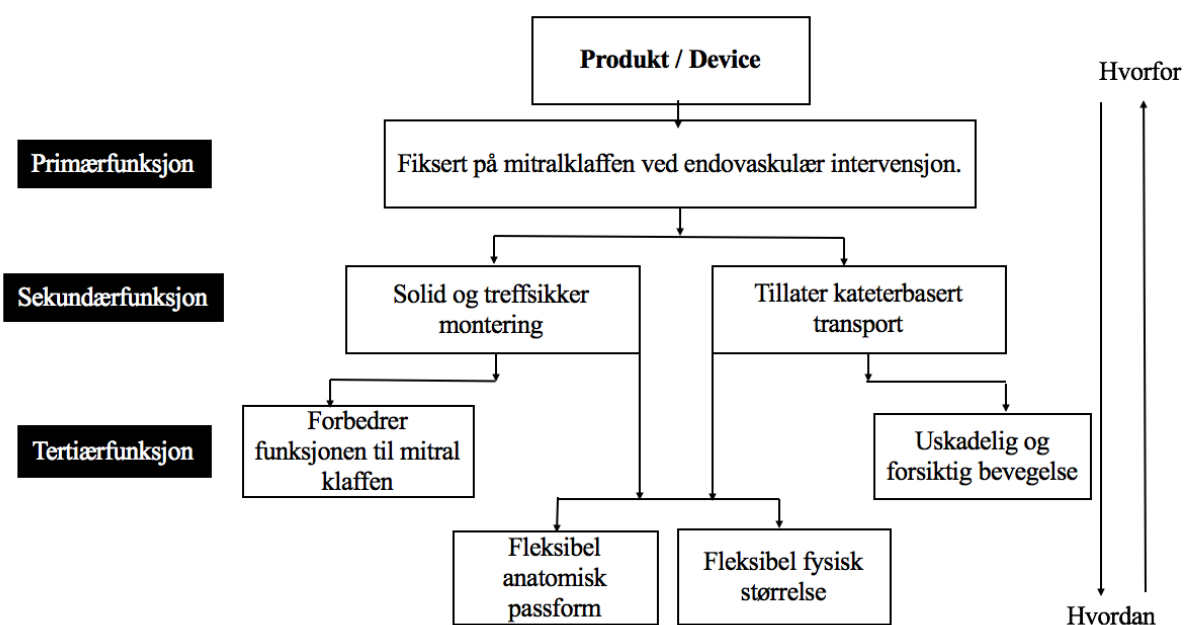 Produkt / Device
Hvorfor
Primærfunksjon
Fiksert på mitralklaffen ved endovaskulær intervensjon.
Sekundærfunksjon
Solid og treffsikker
montering
Tillater kateterbasert
transport
Tertiærfunksjon
Forbedrer
funksjonen til mitral
klaffen
Uskadelig og
forsiktig bevegelse
Fleksibel
anatomisk
passform
Fleksibel fysisk
størrelse
Hvordan